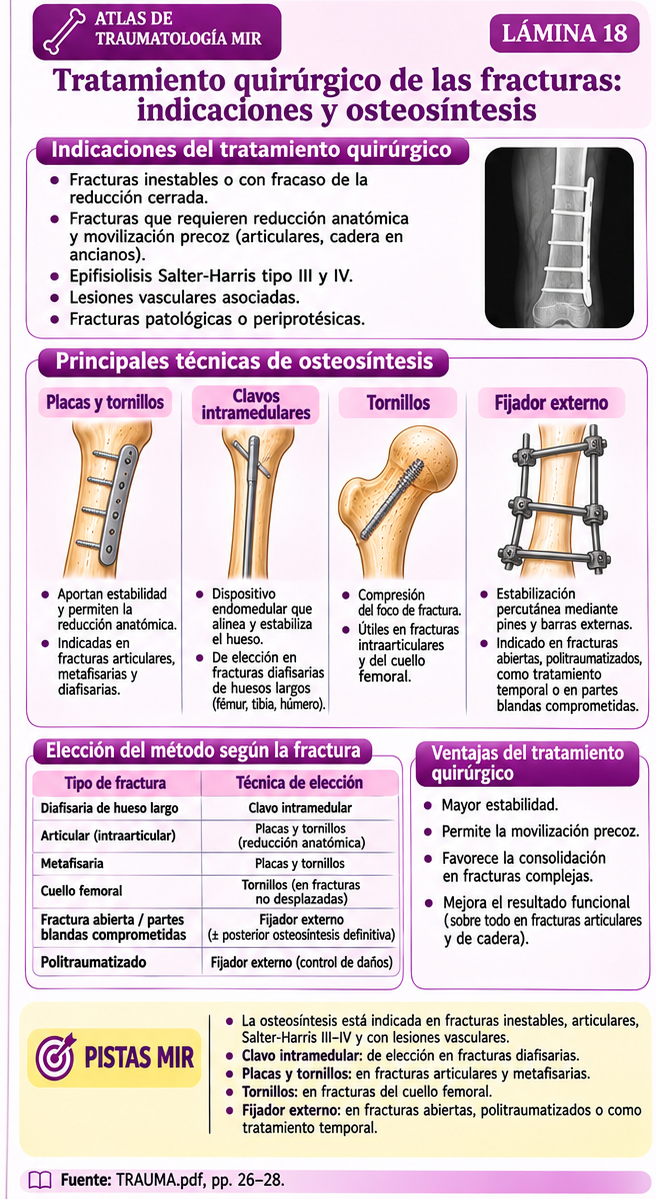 ATLAS DE
TRAUMATOLOGÍA MIR
LÁMINA 18
Tratamiento quirúrgico de las fracturas:
indicaciones y osteosíntesis
Indicaciones del tratamiento quirúrgico
• Fracturas inestables o con fracaso de la
reducción cerrada.
• Fracturas que requieren reducción anatómica
y movilización precoz (articulares, cadera en
ancianos).
• Epifisiolisis Salter-Harris tipo III y IV.
• Lesiones vasculares asociadas.
• Fracturas patológicas o periprotésicas.
Principales técnicas de osteosíntesis
Placas y tornillos
• Aportan estabilidad
y permiten la
reducción anatómica.
• Indicadas en
fracturas articulares,
metafisarias y
diafisarias.
Clavos
intramedulares
• Dispositivo
endomedular que
alinea y estabiliza
el hueso.
• De elección en
fracturas diafisarias
de huesos largos
(fémur, tibia, húmero).
Tornillos
• Compresión
del foco de fractura.
• Útiles en fracturas
intraarticulares
y del cuello
femoral.
Fijador externo
• Estabilización
percutánea mediante
pines y barras externas.
• Indicado en fracturas
abiertas, politraumatizados,
como tratamiento
temporal o en partes
blandas comprometidas.
Elección del método según la fractura
Tipo de fractura Técnica de elección
Diafisaria de hueso largo Clavo intramedular
Articular (intraarticular) Placas y tornillos
(reducción anatómica)
Metafisaria Placas y tornillos
Cuello femoral Tornillos (en fracturas
no desplazadas)
Fractura abierta / partes Fijador externo
blandas comprometidas (± posterior osteosíntesis definitiva)
Politraumatizado Fijador externo (control de daños)
Ventajas del tratamiento
quirúrgico
• Mayor estabilidad.
• Permite la movilización precoz.
• Favorece la consolidación
en fracturas complejas.
• Mejora el resultado funcional
(sobre todo en fracturas articulares
y de cadera).
PISTAS MIR
• La osteosíntesis está indicada en fracturas inestables, articulares,
Salter-Harris III–IV y con lesiones vasculares.
• Clavo intramedular: de elección en fracturas diafisarias.
• Placas y tornillos: en fracturas articulares y metafisarias.
• Tornillos: en fracturas del cuello femoral.
• Fijador externo: en fracturas abiertas, politraumatizados o como
tratamiento temporal.
Fuente: TRAUMA.pdf, pp. 26–28.